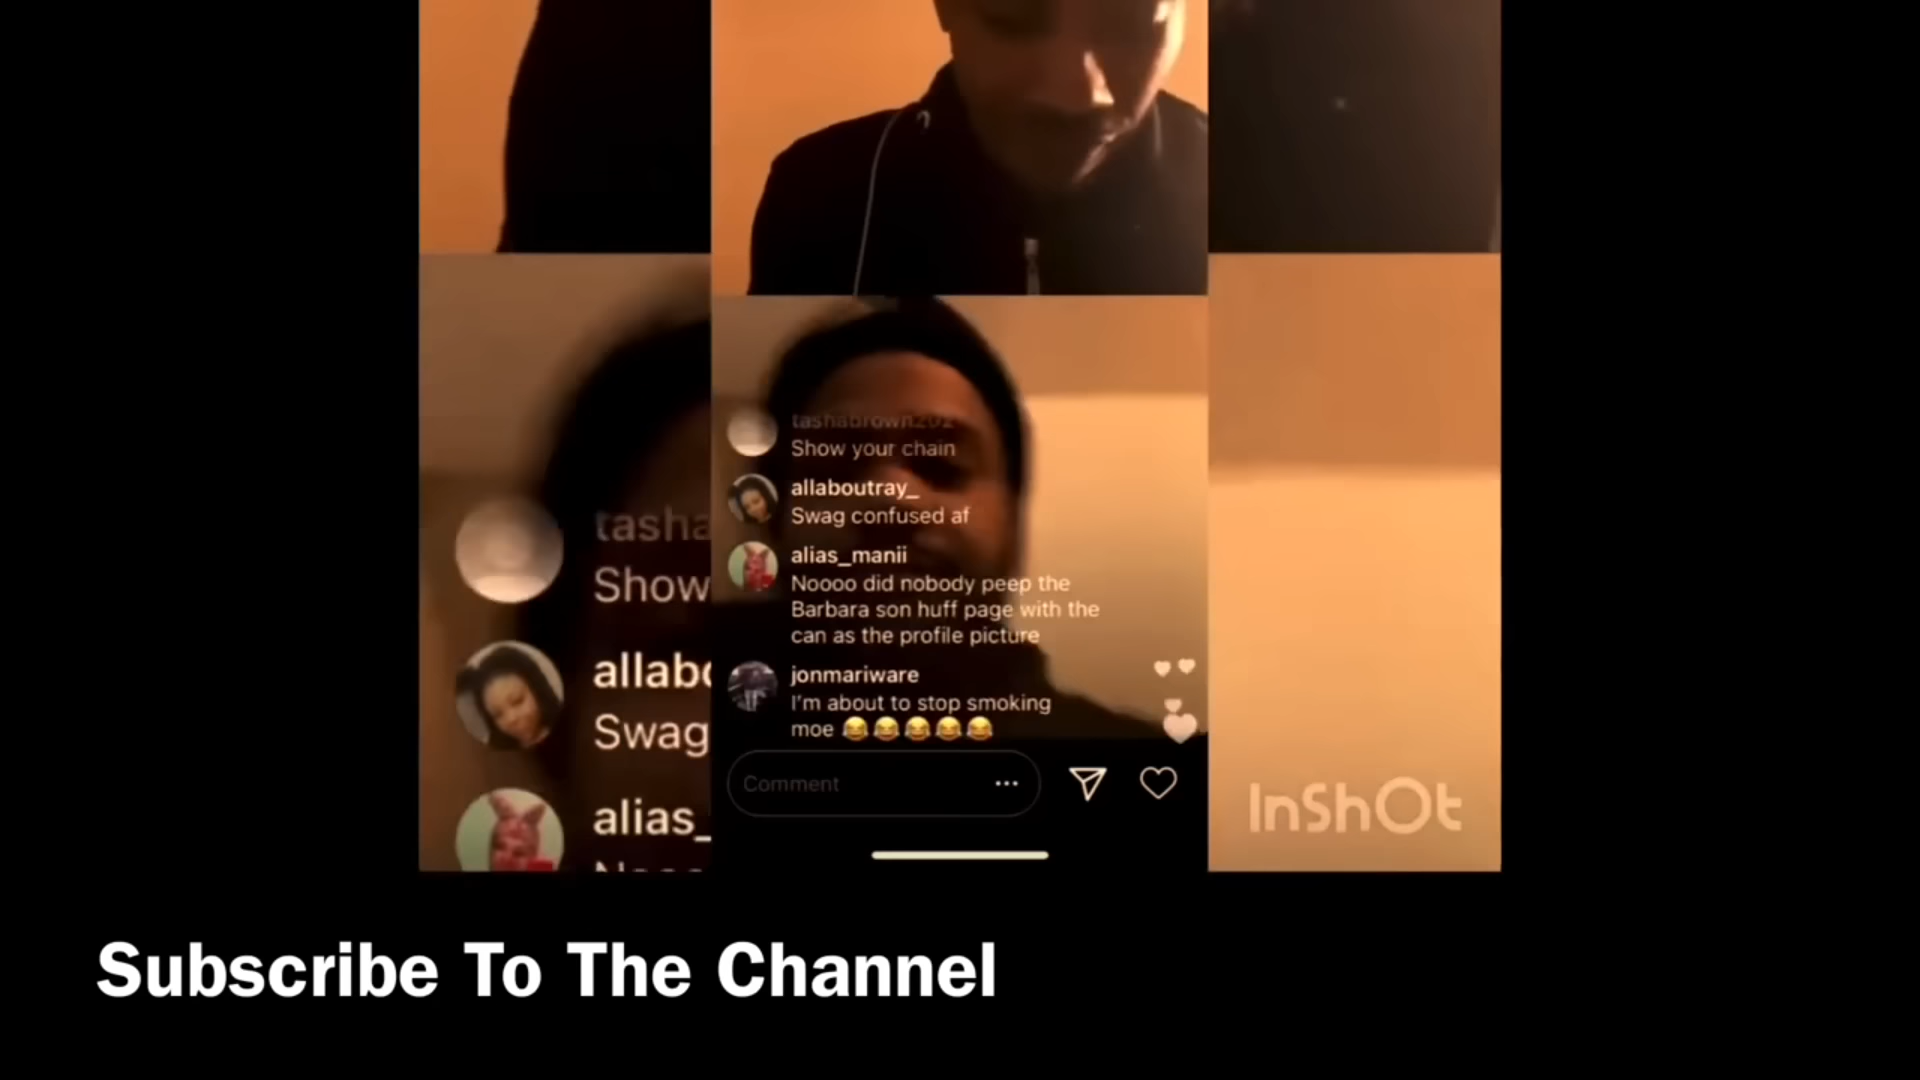 tashabrown202
Show your chain
allaboutray_
Swag confused af
alias_manii
Noooo did nobody peep the
Barbara son huff page with the
can as the profile picture
jonmariware
I'm about to stop smoking
moe 😂😂😂😂😂
Comment
tasha
Show
allabo
Swag
alias_
InShOt
Subscribe To The Channel